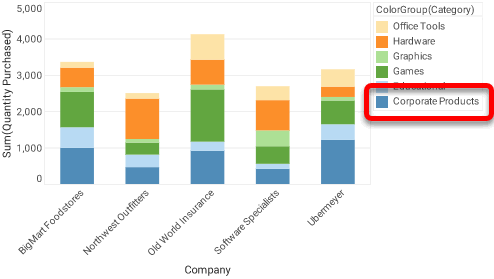 ColorGroup(Category)
Office Tools
Hardware
Graphics
Games
Educational
Corporate Products
Sum(Quantity Purchased)
5,000
4,000
3,000
2,000
1,000
0
BigMart Foodstores
Northwest Outfitters
Old World Insurance
Software Specialists
Ubermeyer
Company